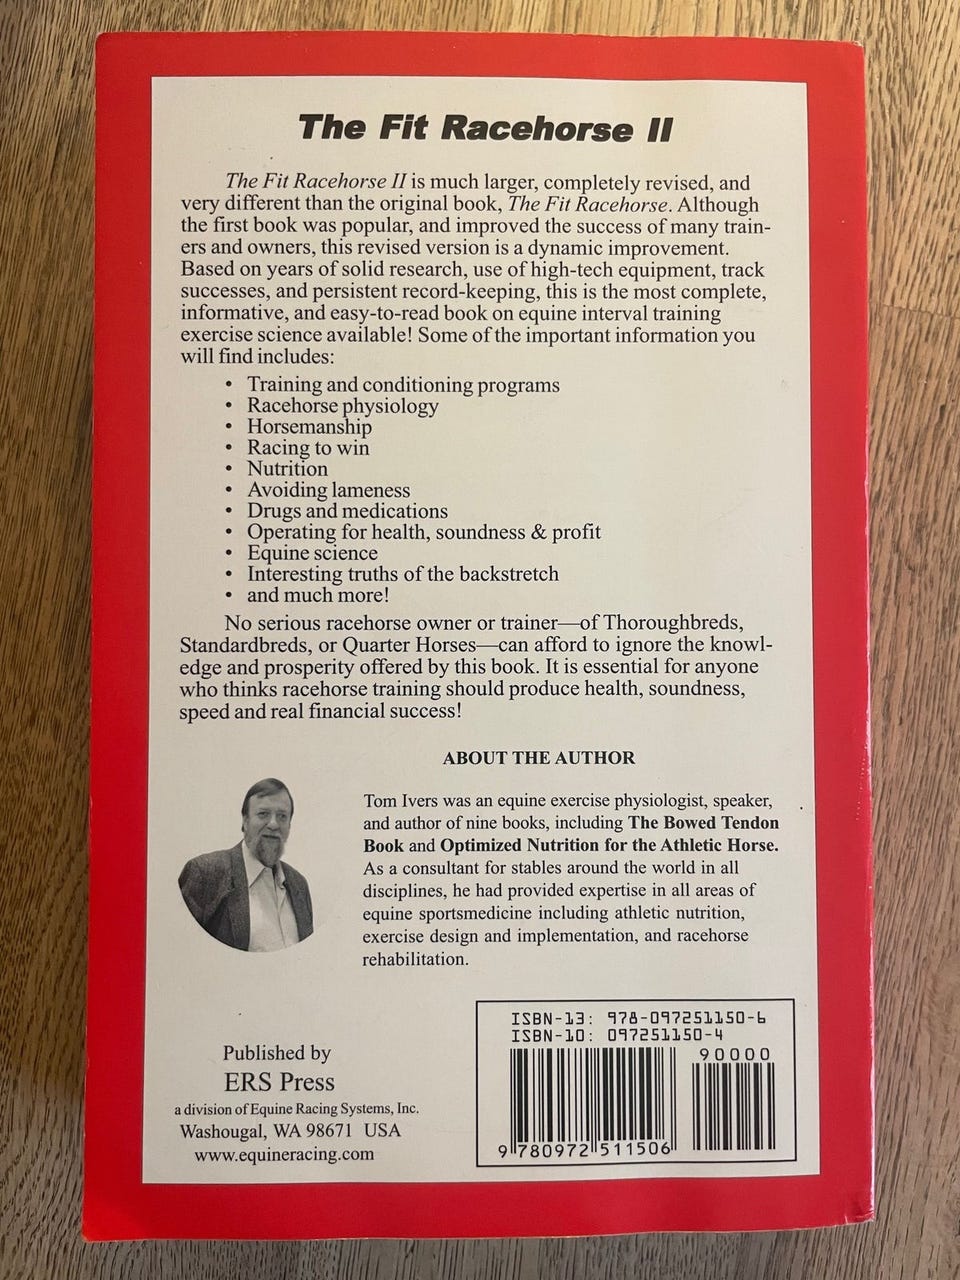 The Fit Racehorse II
The Fit Racehorse II is much larger, completely revised, and
very different than the original book, The Fit Racehorse. Although
the first book was popular, and improved the success of many train-
ers and owners, this revised version is a dynamic improvement.
Based on years of solid research, use of high-tech equipment, track
successes, and persistent record-keeping, this is the most complete,
informative, and easy-to-read book on equine interval training
exercise science available! Some of the important information you
will find includes:
• Training and conditioning programs
• Racehorse physiology
• Horsemanship
• Racing to win
• Nutrition
• Avoiding lameness
• Drugs and medications
• Operating for health, soundness & profit
• Equine science
• Interesting truths of the backstretch
• and much more!
No serious racehorse owner or trainer—of Thoroughbreds,
Standardbreds, or Quarter Horses—can afford to ignore the knowl-
edge and prosperity offered by this book. It is essential for anyone
who thinks racehorse training should produce health, soundness,
speed and real financial success!
ABOUT THE AUTHOR
Tom Ivers was an equine exercise physiologist, speaker,
and author of nine books, including The Bowed Tendon
Book and Optimized Nutrition for the Athletic Horse.
As a consultant for stables around the world in all
disciplines, he had provided expertise in all areas of
equine sportsmedicine including athletic nutrition,
exercise design and implementation, and racehorse
rehabilitation.
Published by
ERS Press
a division of Equine Racing Systems, Inc.
Washougal, WA 98671 USA
www.equineracing.com
ISBN-13: 978-097251150-6
ISBN-10: 097251150-4
90000
9 780972 511506